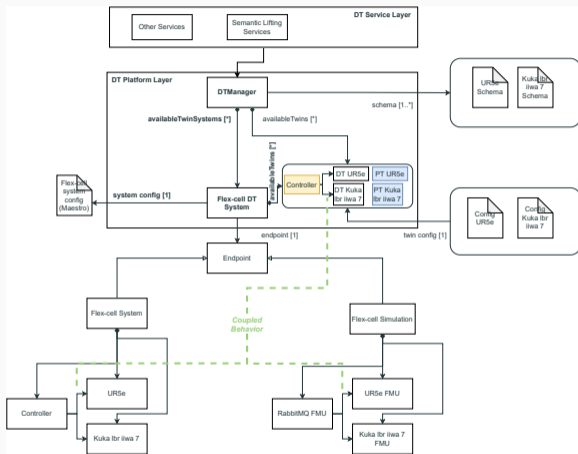 DT Service Layer
Other Services
Semantic Lifting
Services
DT Platform Layer
DTManager
schema [1..*]
UR5e
Schema
Kuka lbr
iiwa 7
Schema
availableTwinSystems [*]
availableTwins [*]
availableTwins [*]
Controller
DT UR5e
PT UR5e
DT Kuka
lbr iiwa 7
PT Kuka
lbr iiwa 7
Flex-cell
system
config
(Maestro)
system config [1]
Flex-cell DT
System
Config
UR5e
Config
Kuka lbr
iiwa 7
endpoint [1]
twin config [1]
Endpoint
Flex-cell System
Coupled
Behavior
Flex-cell Simulation
UR5e
UR5e FMU
Controller
RabbitMQ FMU
Kuka lbr iiwa 7
Kuka lbr iiwa 7
FMU